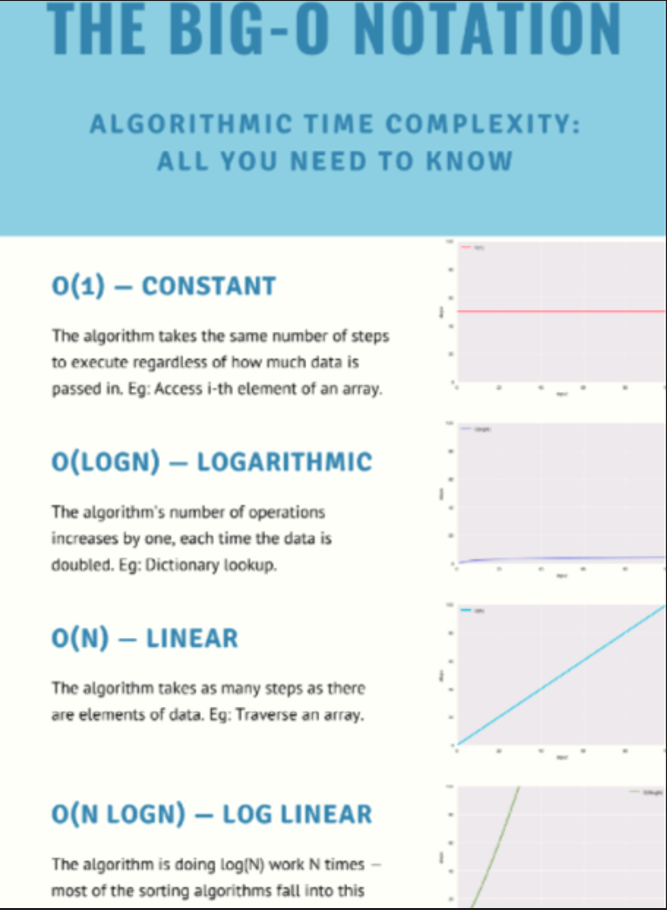 THE BIG-O NOTATION
ALGORITHMIC TIME COMPLEXITY:
ALL YOU NEED TO KNOW
O(1) — CONSTANT
The algorithm takes the same number of steps
to execute regardless of how much data is
passed in. Eg: Access i-th element of an array.
O(LOGN) — LOGARITHMIC
The algorithm's number of operations
increases by one, each time the data is
doubled. Eg: Dictionary lookup.
O(N) — LINEAR
The algorithm takes as many steps as there
are elements of data. Eg: Traverse an array.
O(N LOGN) — LOG LINEAR
The algorithm is doing log(N) work N times —
most of the sorting algorithms fall into this